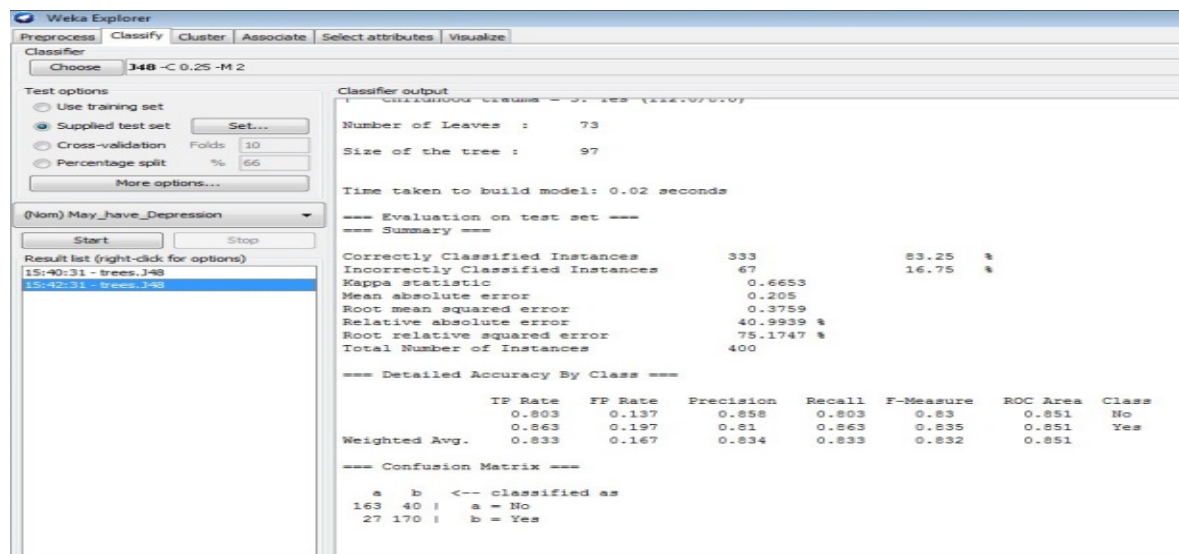 Weka Explorer
Preprocess Classify Cluster Associate Select attributes Visualize
Classifier
Choose J48 -C 0.25 -M 2
Test options
Use training set
Supplied test set Set...
Cross-validation Folds 10
Percentage split % 66
More options...
(Nom) May_have_Depression
Start Stop
Result list (right-click for options)
15:40:31 - trees.J48
15:42:31 - trees.J48
Classifier output
Number of Leaves : 73
Size of the tree : 97
Time taken to build model: 0.02 seconds
=== Evaluation on test set ===
=== Summary ===
Correctly Classified Instances 333 83.25 %
Incorrectly Classified Instances 67 16.75 %
Kappa statistic 0.6653
Mean absolute error 0.205
Root mean squared error 0.3759
Relative absolute error 40.9939 %
Root relative squared error 75.1747 %
Total Number of Instances 400
=== Detailed Accuracy By Class ===
TP Rate FP Rate Precision Recall F-Measure ROC Area Class
0.803 0.137 0.858 0.803 0.83 0.851 No
0.863 0.197 0.81 0.863 0.835 0.851 Yes
Weighted Avg. 0.833 0.167 0.834 0.833 0.832 0.851
=== Confusion Matrix ===
a b <-- classified as
163 40 | a = No
27 170 | b = Yes